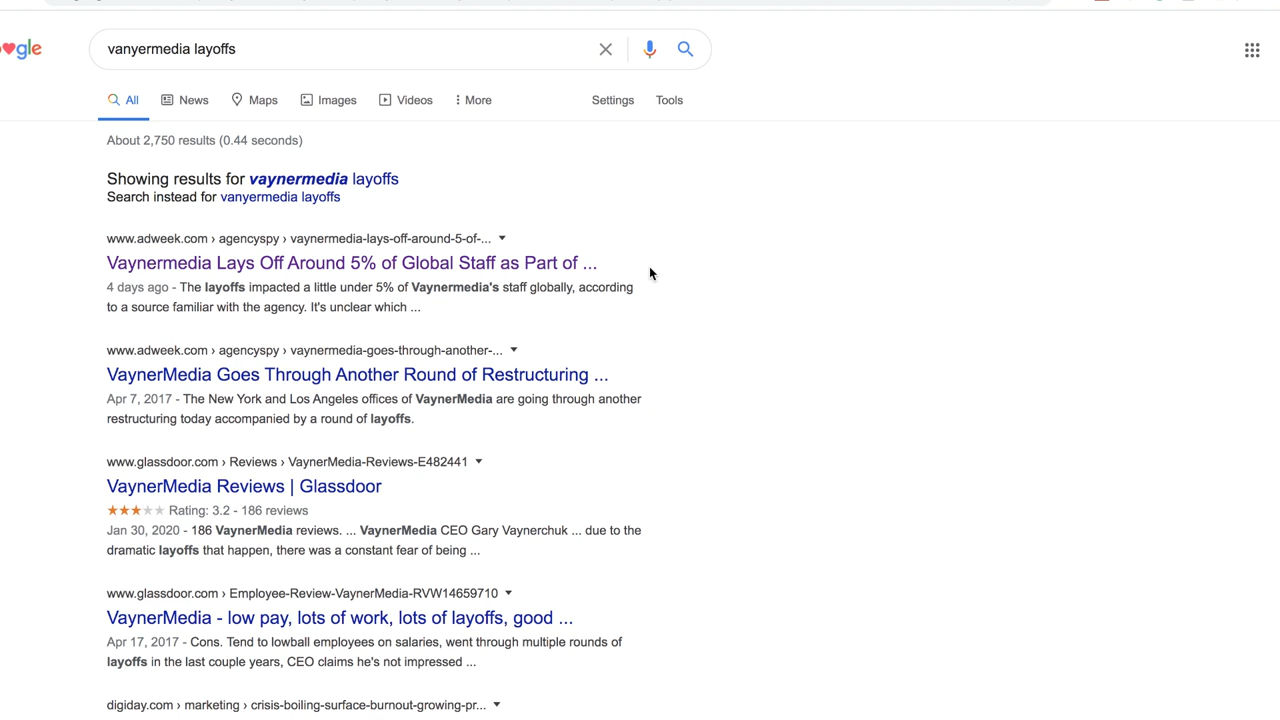 gle
vanyermedia layoffs
All News Maps Images Videos More Settings Tools
About 2,750 results (0.44 seconds)
Showing results for vaynermedia layoffs
Search instead for vanyermedia layoffs
www.adweek.com › agencyspy › vaynermedia-lays-off-around-5-of-...
Vaynermedia Lays Off Around 5% of Global Staff as Part of ...
4 days ago - The layoffs impacted a little under 5% of Vaynermedia's staff globally, according
to a source familiar with the agency. It's unclear which ...
www.adweek.com › agencyspy › vaynermedia-goes-through-another-...
VaynerMedia Goes Through Another Round of Restructuring ...
Apr 7, 2017 - The New York and Los Angeles offices of VaynerMedia are going through another
restructuring today accompanied by a round of layoffs.
www.glassdoor.com › Reviews › VaynerMedia-Reviews-E482441
VaynerMedia Reviews | Glassdoor
Rating: 3.2 - 186 reviews
Jan 30, 2020 - 186 VaynerMedia reviews. ... VaynerMedia CEO Gary Vaynerchuk ... due to the
dramatic layoffs that happen, there was a constant fear of being ...
www.glassdoor.com › Employee-Review-VaynerMedia-RVW14659710
VaynerMedia - low pay, lots of work, lots of layoffs, good ...
Apr 17, 2017 - Cons. Tend to lowball employees on salaries, went through multiple rounds of
layoffs in the last couple years, CEO claims he's not impressed ...
digiday.com › marketing › crisis-boiling-surface-burnout-growing-pr...